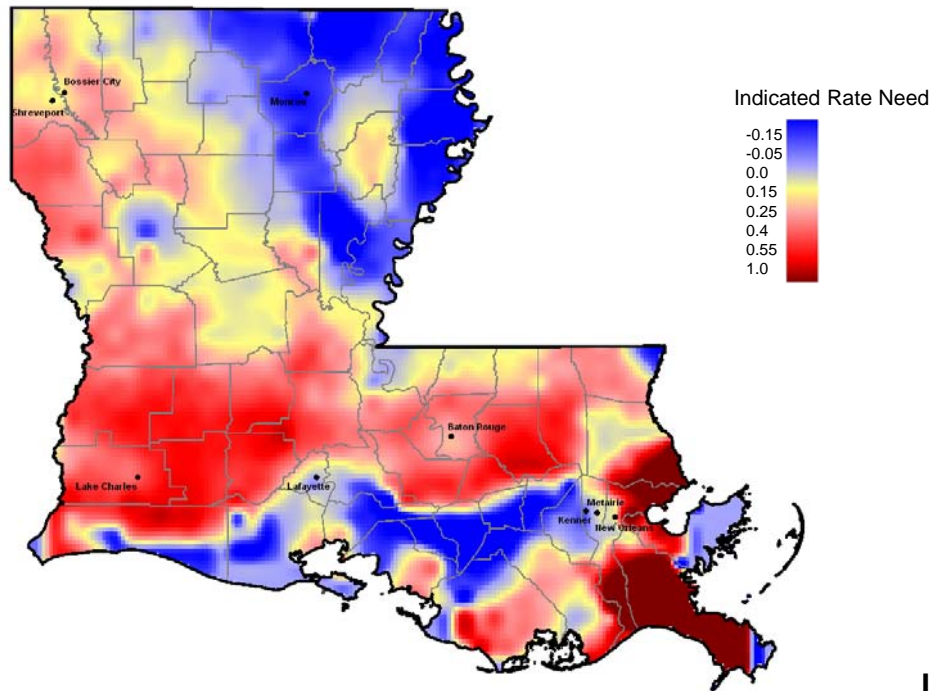 Bossier City
Shreveport
Monroe
Indicated Rate Need
-0.15
-0.05
0.0
0.15
0.25
0.4
0.55
1.0
Baton Rouge
Lake Charles
Lafayette
Metairie
Kenner
New Orleans